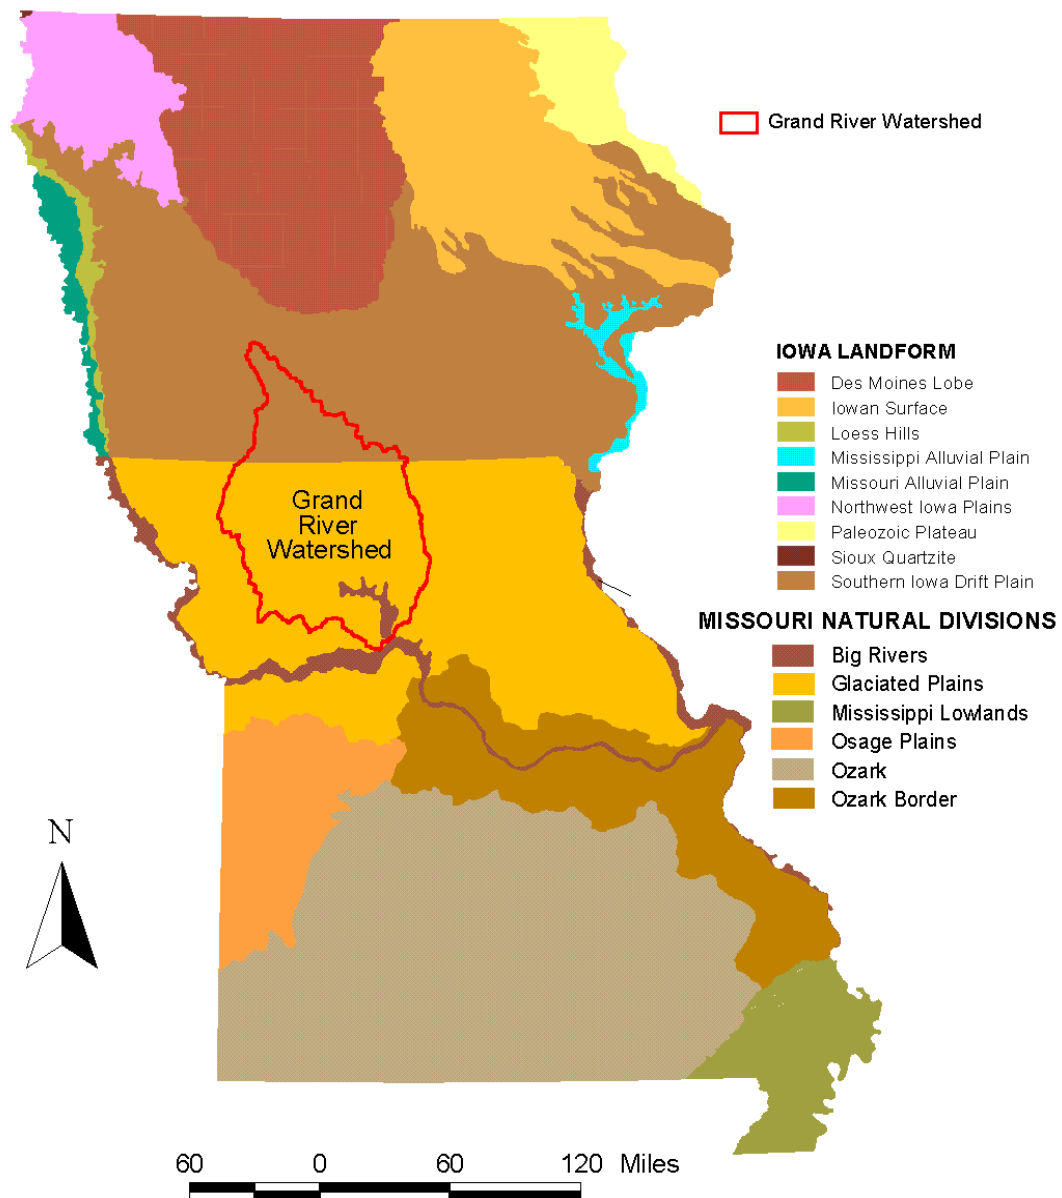 Grand River Watershed
IOWA LANDFORM
Des Moines Lobe
Iowan Surface
Loess Hills
Mississippi Alluvial Plain
Missouri Alluvial Plain
Northwest Iowa Plains
Paleozoic Plateau
Sioux Quartzite
Southern Iowa Drift Plain
MISSOURI NATURAL DIVISIONS
Big Rivers
Glaciated Plains
Mississippi Lowlands
Osage Plains
Ozark
Ozark Border
Grand
River
Watershed
N
60 0 60 120 Miles